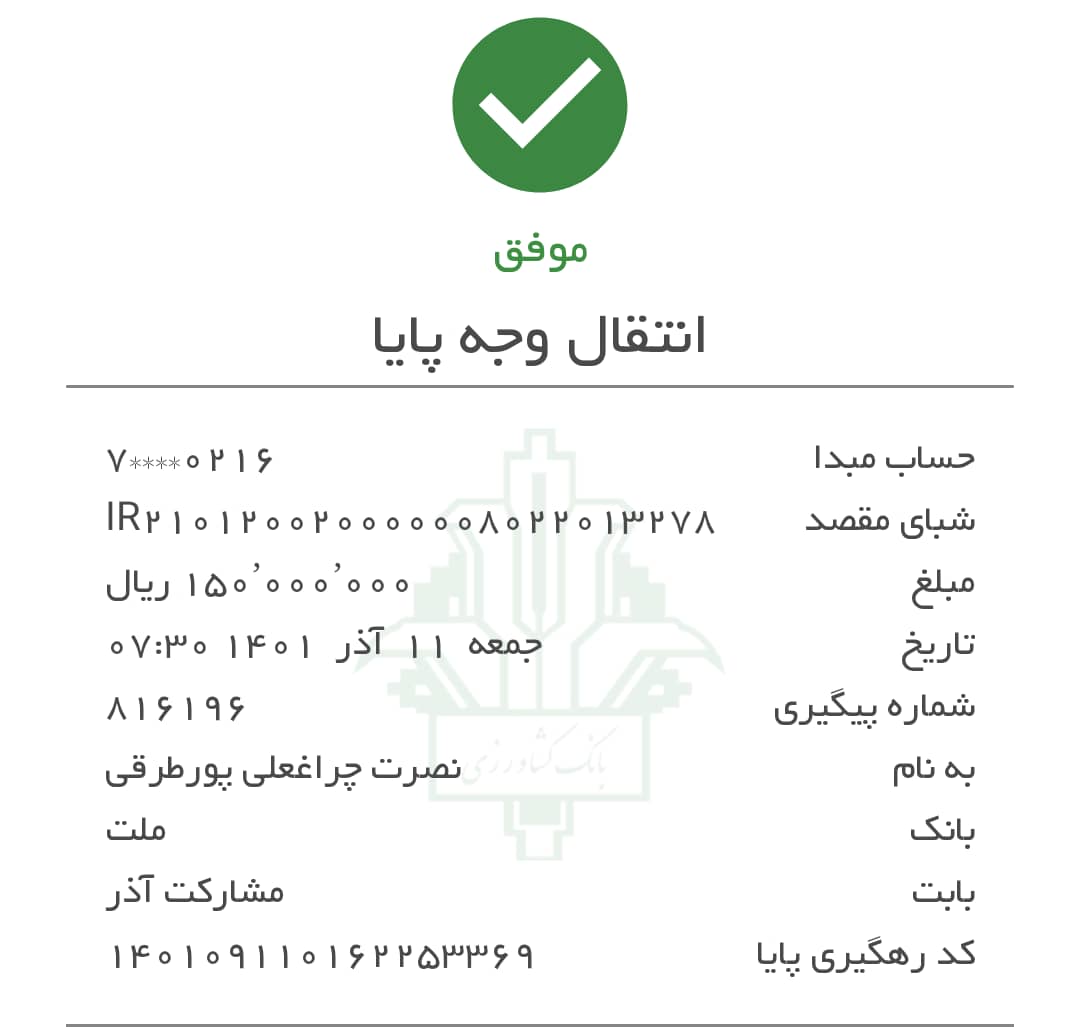 موفق
انتقال وجه پایا
حساب مبدا ۷****۰۲۱۶
شبای مقصد IR۲۱۰۱۲۰۰۲۰۰۰۰۰۰۸۰۲۲۰۱۳۲۷۸
مبلغ ۱۵۰٬۰۰۰٬۰۰۰ ریال
تاریخ جمعه ۱۱ آذر ۱۴۰۱ ۰۷:۳۰
شماره پیگیری ۸۱۶۱۹۶
به نام نصرت چراغعلی پورطرقی
بانک ملت
بابت مشارکت آذر
کد رهگیری پایا ۱۴۰۱۰۹۱۱۰۱۶۲۲۵۳۳۶۹
بانک کشاورزی